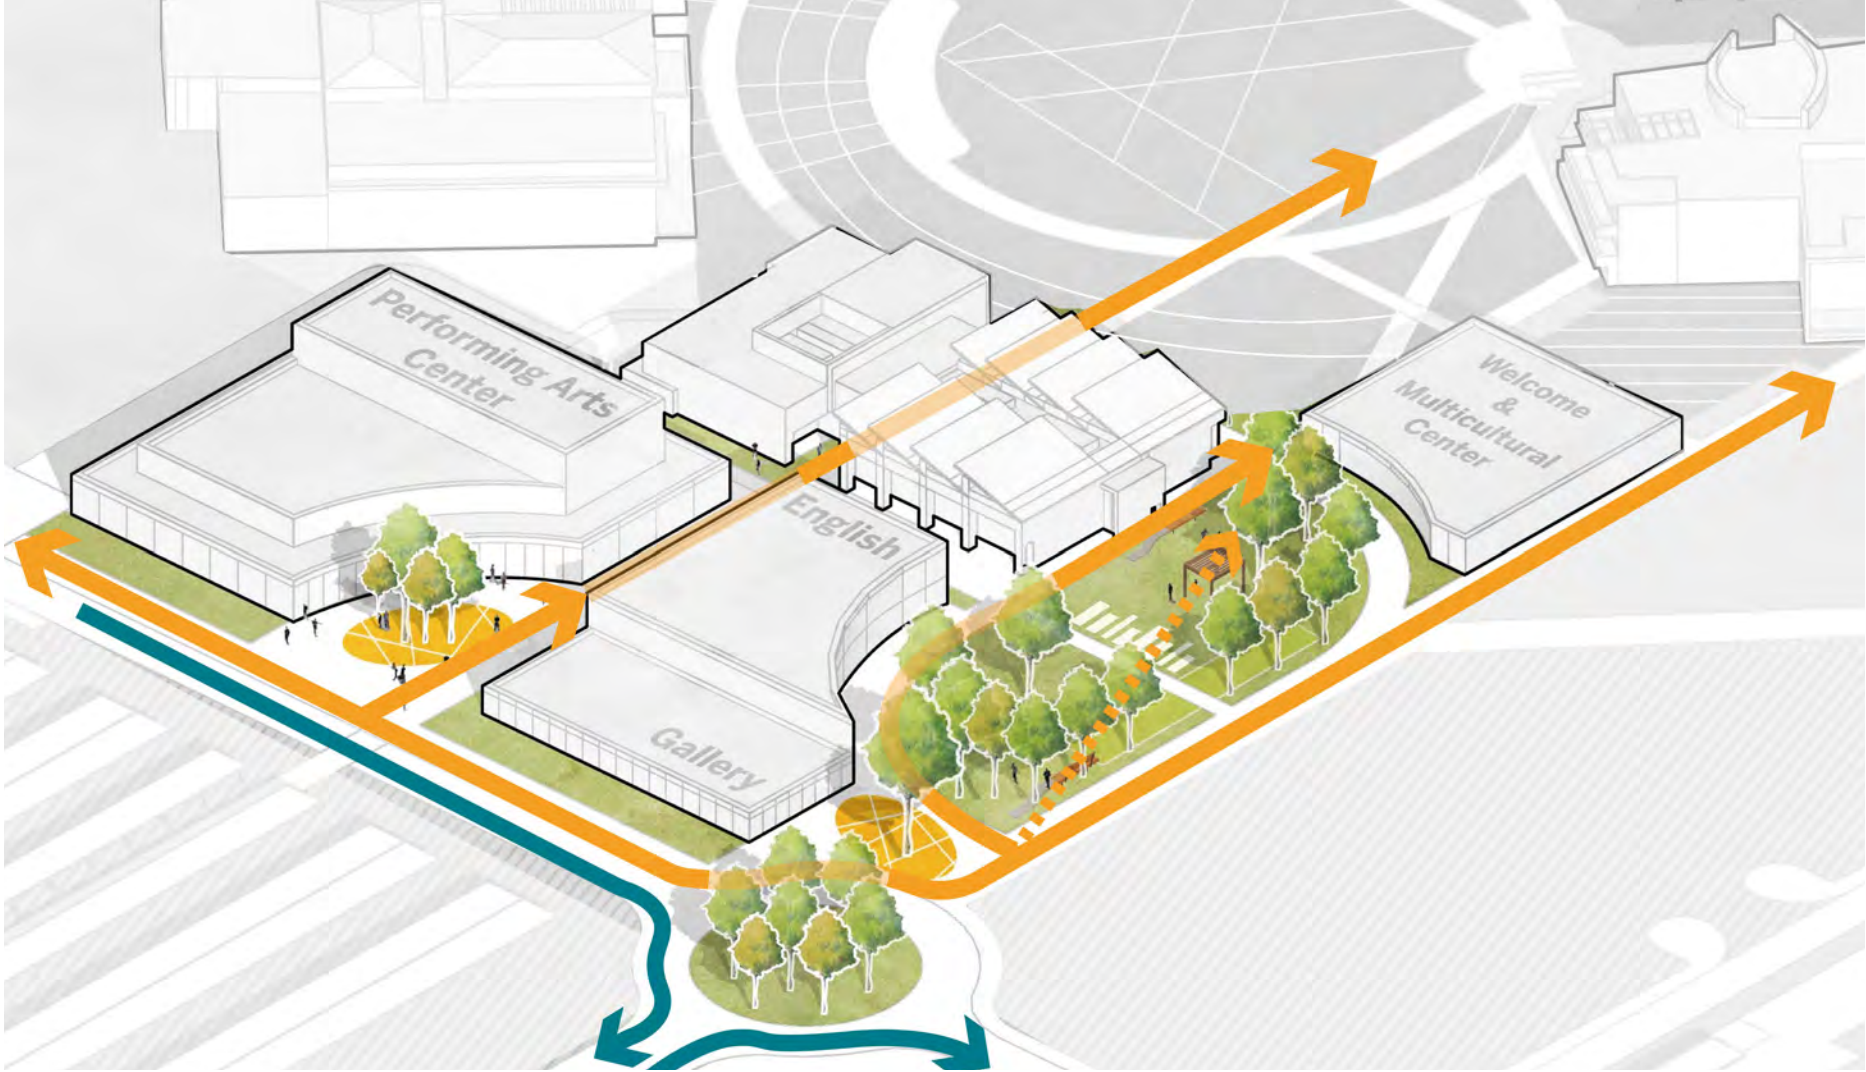 Performing Arts
Center
English
Gallery
Welcome
&
Multicultural
Center